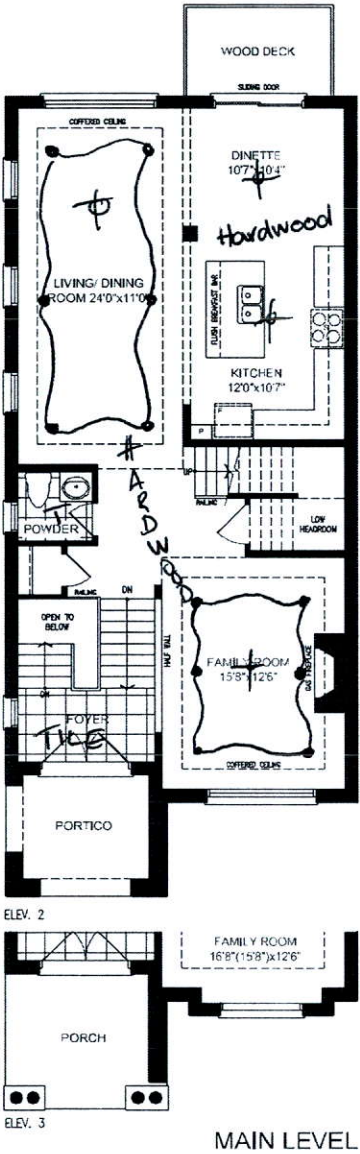 WOOD DECK
SLIDING DOOR
COFFERED CEILING
DINETTE
10'7"x10'4"
Hardwood
LIVING/ DINING
ROOM 24'0"x11'0"
FLUSH BREAKFAST BAR
KITCHEN
12'0"x10'7"
F
P
HARDWOOD
UP
RAILING
LOW
HEADROOM
POWDER
T
RAILING
DN
OPEN TO
BELOW
HALF WALL
FAMILY ROOM
15'8"x12'6"
GAS FIREPLACE
DN
FOYER
TILE
COFFERED CEILING
PORTICO
ELEV. 2
FAMILY ROOM
16'8"(15'8")x12'6"
PORCH
ELEV. 3
MAIN LEVEL